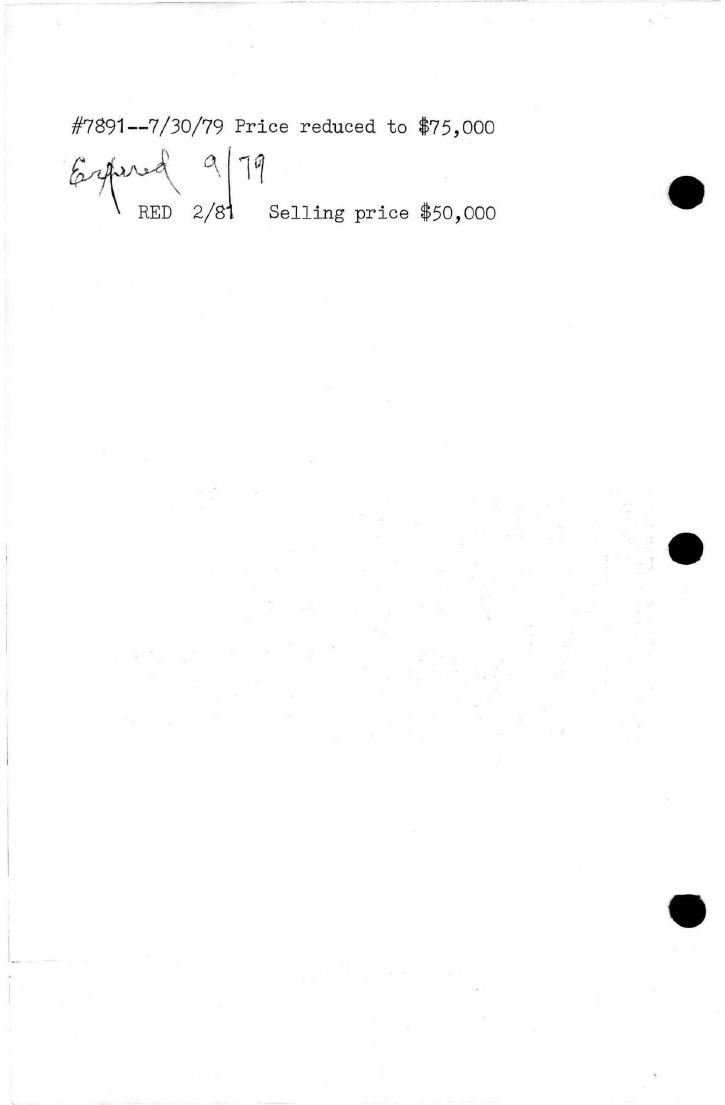 #7891--7/30/79 Price reduced to $75,000
Expired 9/79
RED 2/81 Selling price $50,000